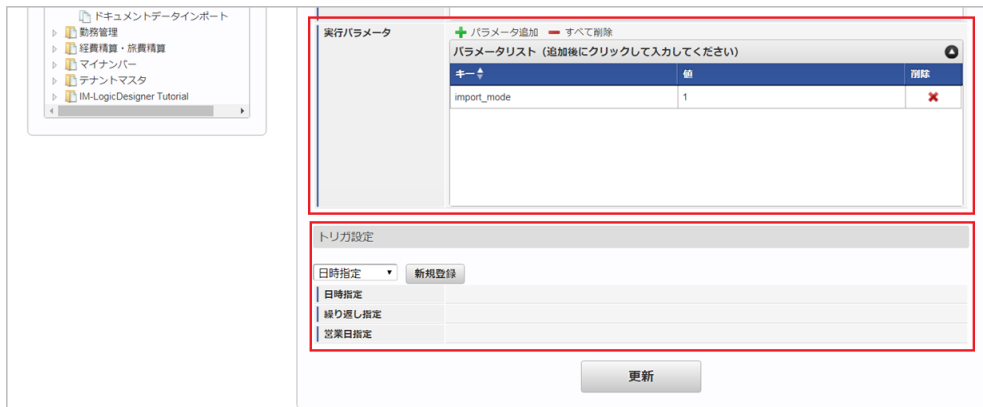 ドキュメントデータインポート
勤務管理
経費精算・旅費精算
マイナンバー
テナントマスタ
IM-LogicDesigner Tutorial
実行パラメータ
パラメータ追加 すべて削除
パラメータリスト（追加後にクリックして入力してください）
キー 値 削除
import_mode 1
トリガ設定
日時指定 新規登録
日時指定
繰り返し指定
営業日指定
更新